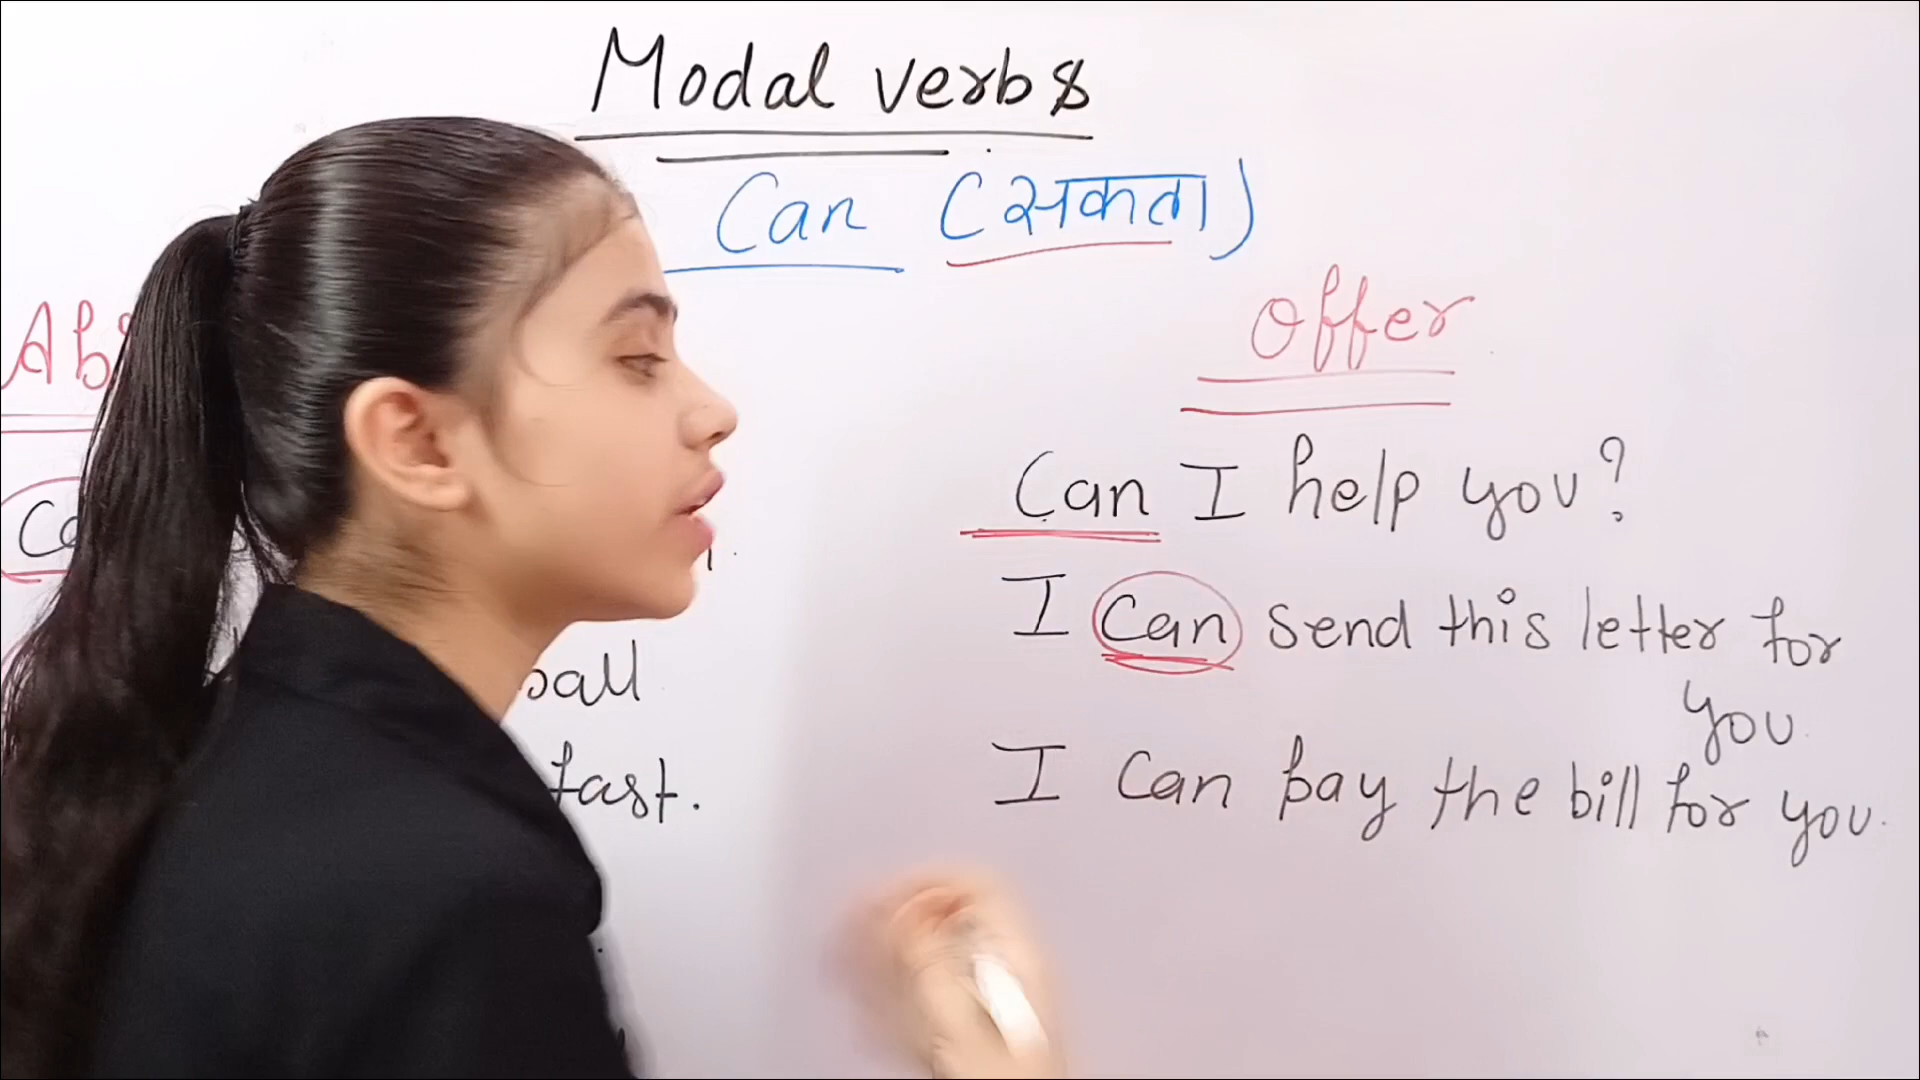 Modal verbs
Can (सकता)
Offer
Can I help you?
I Can send this letter for
you.
I Can pay the bill for you.
fast.